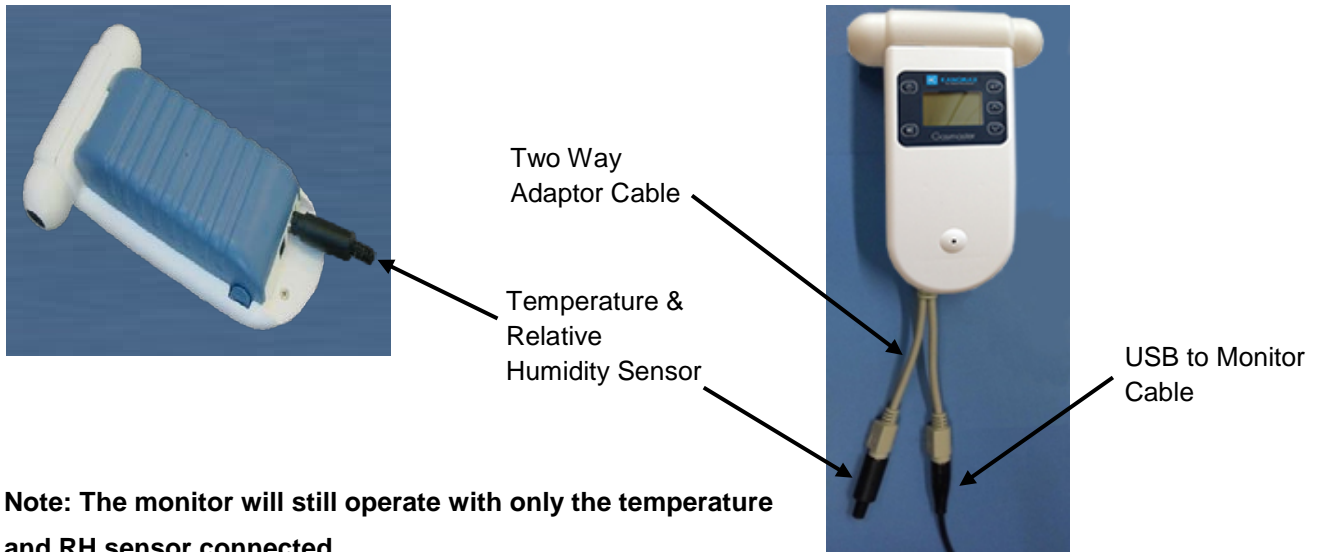 Two Way
Adaptor Cable
KANOMAX
Gasmaster
Temperature &
Relative
Humidity Sensor
USB to Monitor
Cable
Note: The monitor will still operate with only the temperature
and RH sensor connected